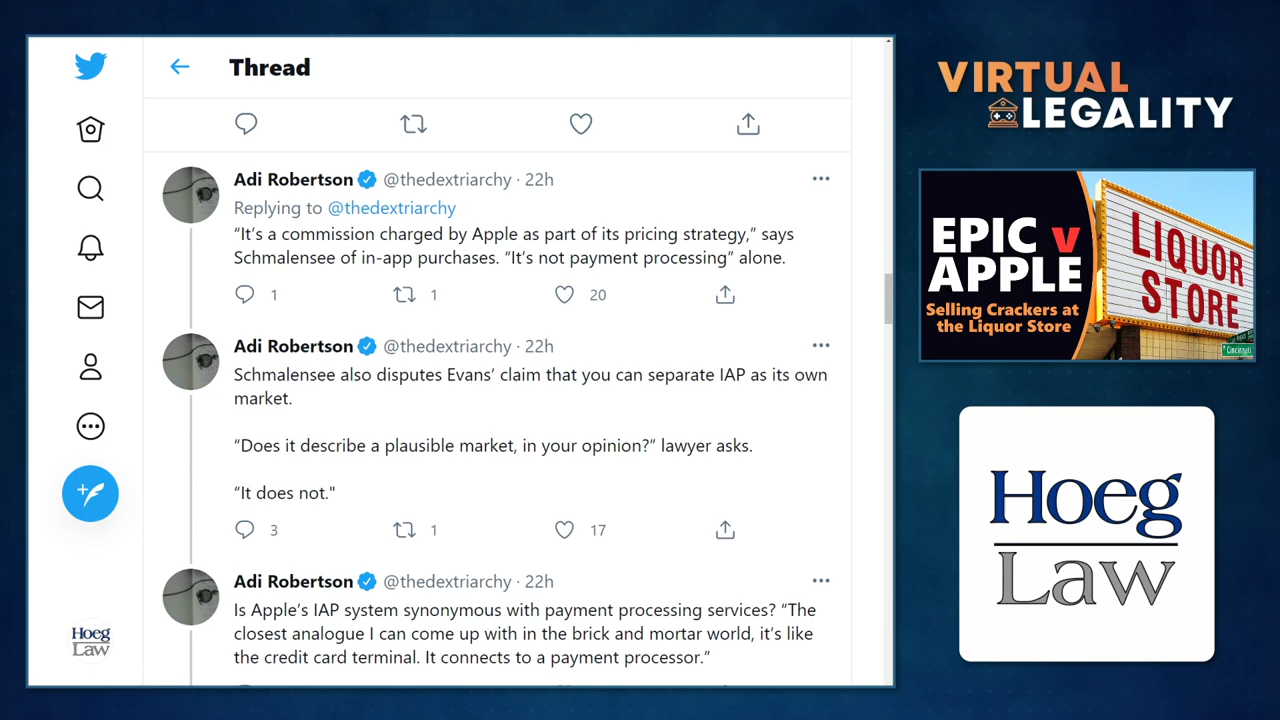 Thread
Adi Robertson @thedextriarchy · 22h
Replying to @thedextriarchy
“It’s a commission charged by Apple as part of its pricing strategy,” says
Schmalensee of in-app purchases. “It’s not payment processing” alone.
1 1 20
Adi Robertson @thedextriarchy · 22h
Schmalensee also disputes Evans’ claim that you can separate IAP as its own
market.
“Does it describe a plausible market, in your opinion?” lawyer asks.
“It does not."
3 1 17
Adi Robertson @thedextriarchy · 22h
Is Apple’s IAP system synonymous with payment processing services? “The
closest analogue I can come up with in the brick and mortar world, it’s like
the credit card terminal. It connects to a payment processor.”
Hoeg
Law
VIRTUAL
LEGALITY
EPIC v
APPLE
Selling Crackers at
the Liquor Store
LIQUOR
STORE
Cincinnati
Hoeg
Law